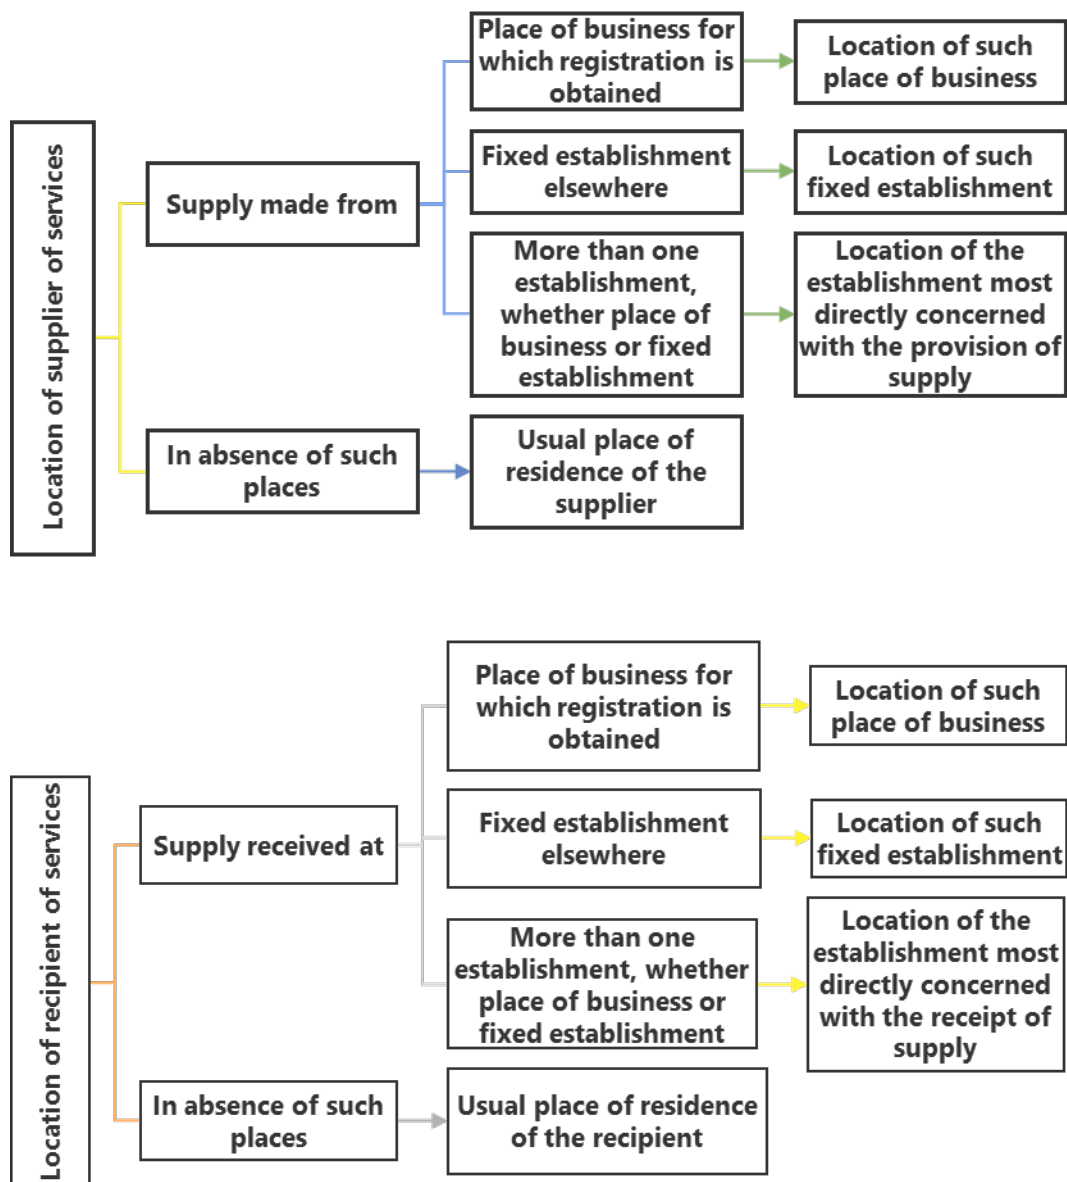 Location of supplier of services
Supply made from
Place of business for
which registration is
obtained
Location of such
place of business
Fixed establishment
elsewhere
Location of such
fixed establishment
More than one
establishment,
whether place of
business or fixed
establishment
Location of the
establishment most
directly concerned
with the provision of
supply
In absence of such
places
Usual place of
residence of the
supplier
Location of recipient of services
Supply received at
Place of business for
which registration is
obtained
Location of such
place of business
Fixed establishment
elsewhere
Location of such
fixed establishment
More than one
establishment, whether
place of business or
fixed establishment
Location of the
establishment most
directly concerned
with the receipt of
supply
In absence of such
places
Usual place of residence
of the recipient